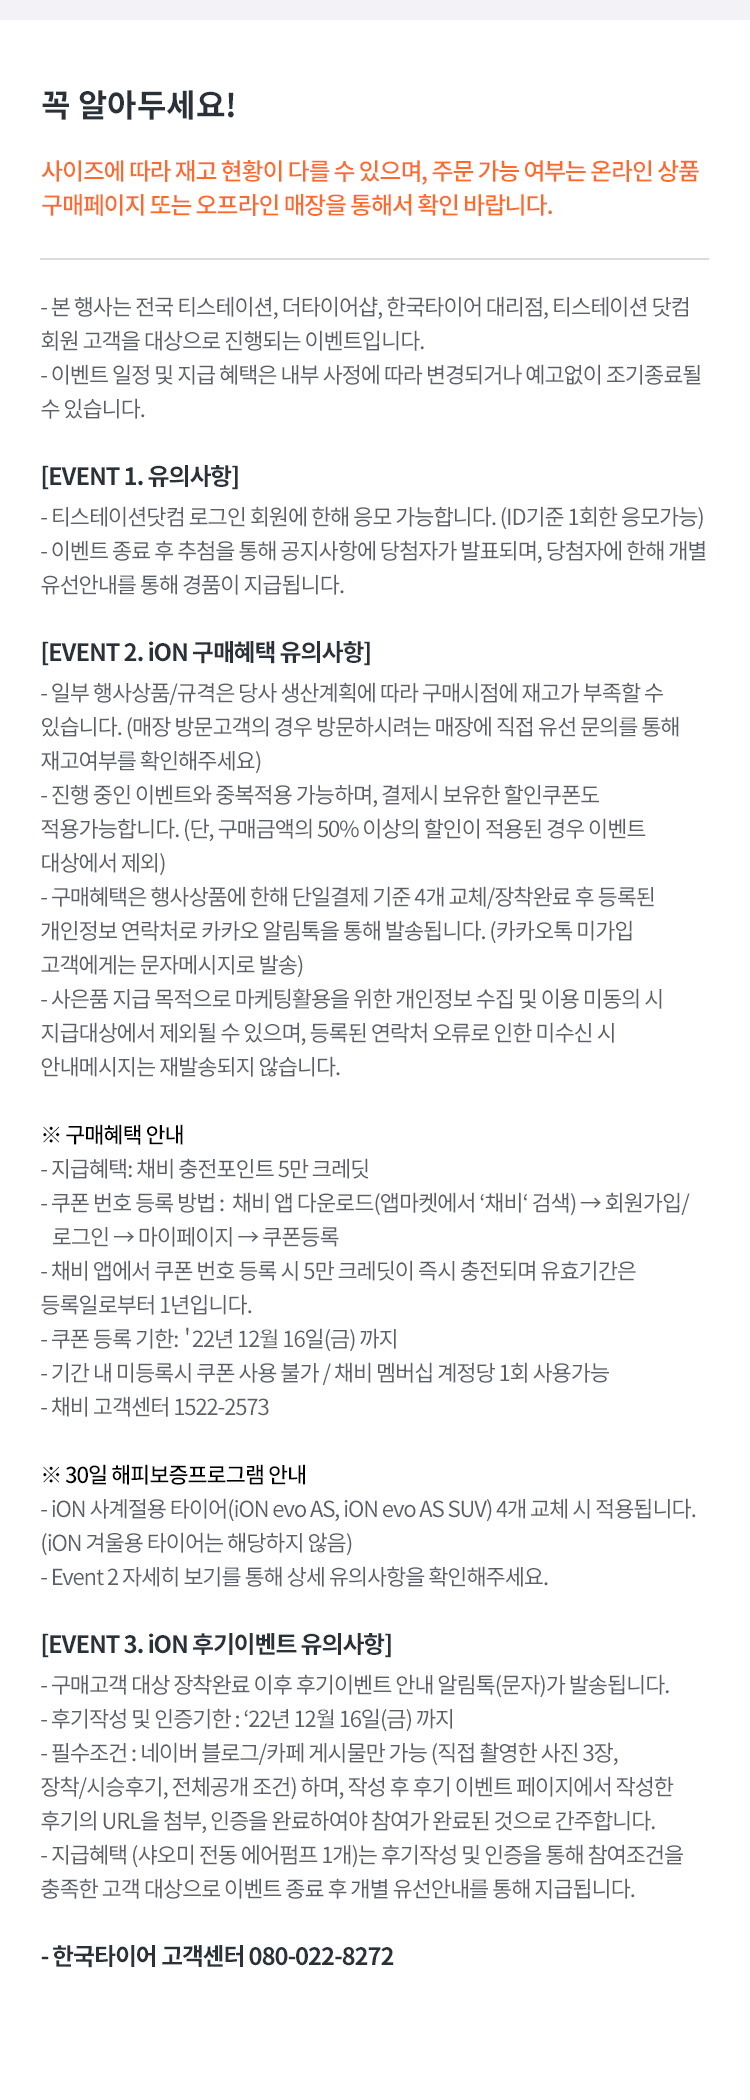 꼭 알아두세요!
사이즈에 따라 재고 현황이 다를 수 있으며, 주문 가능 여부는 온라인 상품
구매페이지 또는 오프라인 매장을 통해서 확인 바랍니다.
- 본 행사는 전국 티스테이션, 더타이어샵, 한국타이어 대리점, 티스테이션 닷컴
회원 고객을 대상으로 진행되는 이벤트입니다.
- 이벤트 일정 및 지급 혜택은 내부 사정에 따라 변경되거나 예고없이 조기종료될
수 있습니다.
[EVENT 1. 유의사항]
- 티스테이션닷컴 로그인 회원에 한해 응모 가능합니다. (ID기준 1회한 응모가능)
- 이벤트 종료 후 추첨을 통해 공지사항에 당첨자가 발표되며, 당첨자에 한해 개별
유선안내를 통해 경품이 지급됩니다.
[EVENT 2. iON 구매혜택 유의사항]
- 일부 행사상품/규격은 당사 생산계획에 따라 구매시점에 재고가 부족할 수
있습니다. (매장 방문고객의 경우 방문하시려는 매장에 직접 유선 문의를 통해
재고여부를 확인해주세요)
- 진행 중인 이벤트와 중복적용 가능하며, 결제시 보유한 할인쿠폰도
적용가능합니다. (단, 구매금액의 50% 이상의 할인이 적용된 경우 이벤트
대상에서 제외)
- 구매혜택은 행사상품에 한해 단일결제 기준 4개 교체/장착완료 후 등록된
개인정보 연락처로 카카오 알림톡을 통해 발송됩니다. (카카오톡 미가입
고객에게는 문자메시지로 발송)
- 사은품 지급 목적으로 마케팅활용을 위한 개인정보 수집 및 이용 미동의 시
지급대상에서 제외될 수 있으며, 등록된 연락처 오류로 인한 미수신 시
안내메시지는 재발송되지 않습니다.
※ 구매혜택 안내
- 지급혜택: 채비 충전포인트 5만 크레딧
- 쿠폰 번호 등록 방법 : 채비 앱 다운로드(앱마켓에서 ‘채비‘ 검색) → 회원가입/
로그인 → 마이페이지 → 쿠폰등록
- 채비 앱에서 쿠폰 번호 등록 시 5만 크레딧이 즉시 충전되며 유효기간은
등록일로부터 1년입니다.
- 쿠폰 등록 기한: '22년 12월 16일(금) 까지
- 기간 내 미등록시 쿠폰 사용 불가 / 채비 멤버십 계정당 1회 사용가능
- 채비 고객센터 1522-2573
※ 30일 해피보증프로그램 안내
- iON 사계절용 타이어(iON evo AS, iON evo AS SUV) 4개 교체 시 적용됩니다.
(iON 겨울용 타이어는 해당하지 않음)
- Event 2 자세히 보기를 통해 상세 유의사항을 확인해주세요.
[EVENT 3. iON 후기이벤트 유의사항]
- 구매고객 대상 장착완료 이후 후기이벤트 안내 알림톡(문자)가 발송됩니다.
- 후기작성 및 인증기한 : ‘22년 12월 16일(금) 까지
- 필수조건 : 네이버 블로그/카페 게시물만 가능 (직접 촬영한 사진 3장,
장착/시승후기, 전체공개 조건) 하며, 작성 후 후기 이벤트 페이지에서 작성한
후기의 URL을 첨부, 인증을 완료하여야 참여가 완료된 것으로 간주합니다.
- 지급혜택 (샤오미 전동 에어펌프 1개)는 후기작성 및 인증을 통해 참여조건을
충족한 고객 대상으로 이벤트 종료 후 개별 유선안내를 통해 지급됩니다.
- 한국타이어 고객센터 080-022-8272